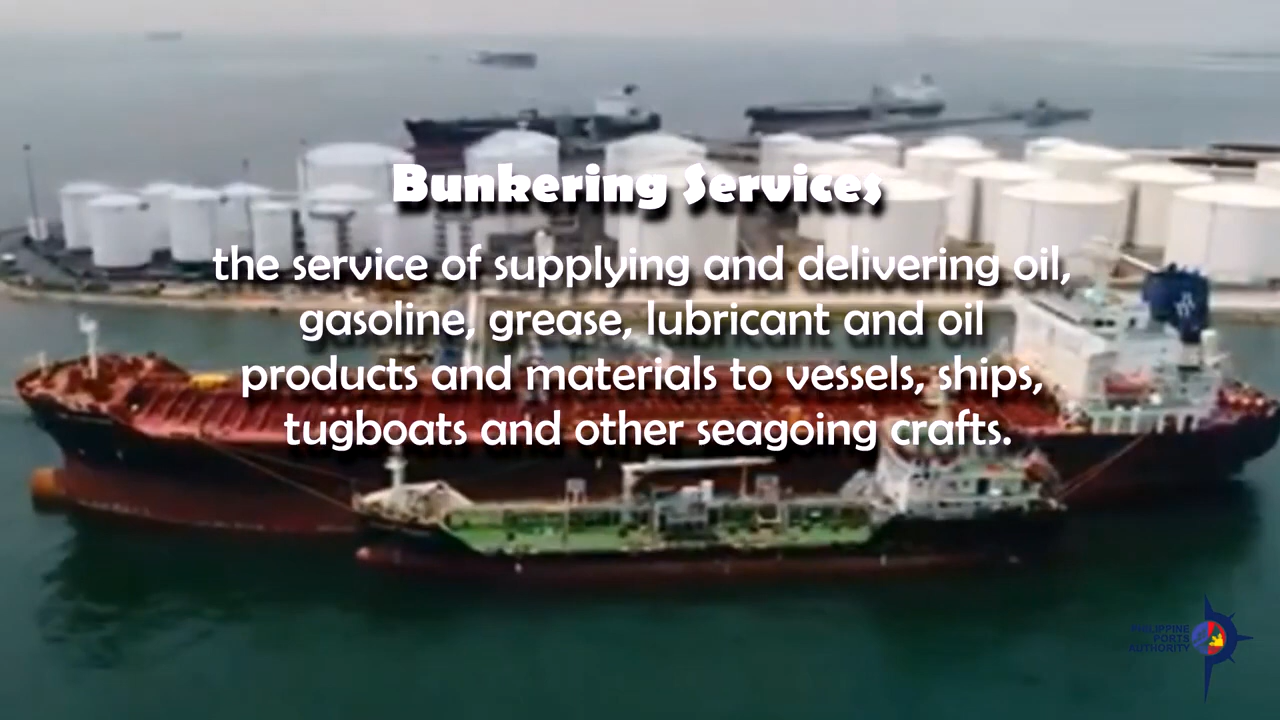 Bunkering Services
the service of supplying and delivering oil,
gasoline, grease, lubricant and oil
products and materials to vessels, ships,
tugboats and other seagoing crafts.
PHILIPPINE
PORTS
AUTHORITY